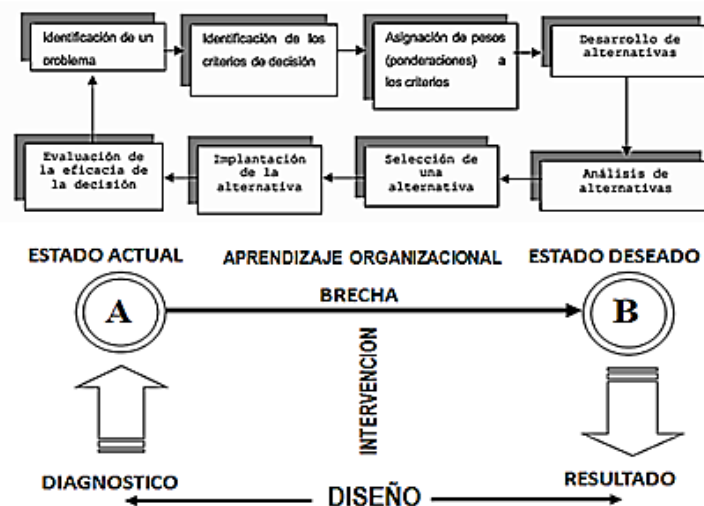 Identificación de un
problema
Identificación de los
criterios de decisión
Asignación de pesos
(ponderaciones) a
los criterios
Desarrollo de
alternativas
Evaluación de
la eficacia de
la decisión
Implantación
de la
alternativa
Selección de
una
alternativa
Análisis de
alternativas
ESTADO ACTUAL
APRENDIZAJE ORGANIZACIONAL
ESTADO DESEADO
A
BRECHA
B
INTERVENCION
DIAGNOSTICO
RESULTADO
DISEÑO